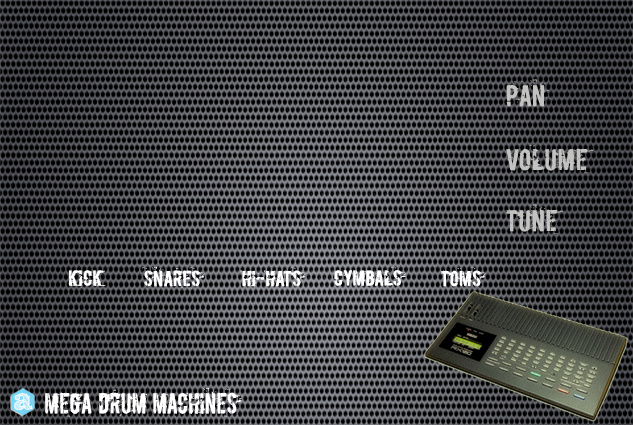 PAN
VOLUME
TUNE
KICK SNARES HI-HATS CYMBALS TOMS
MEGA DRUM MACHINES